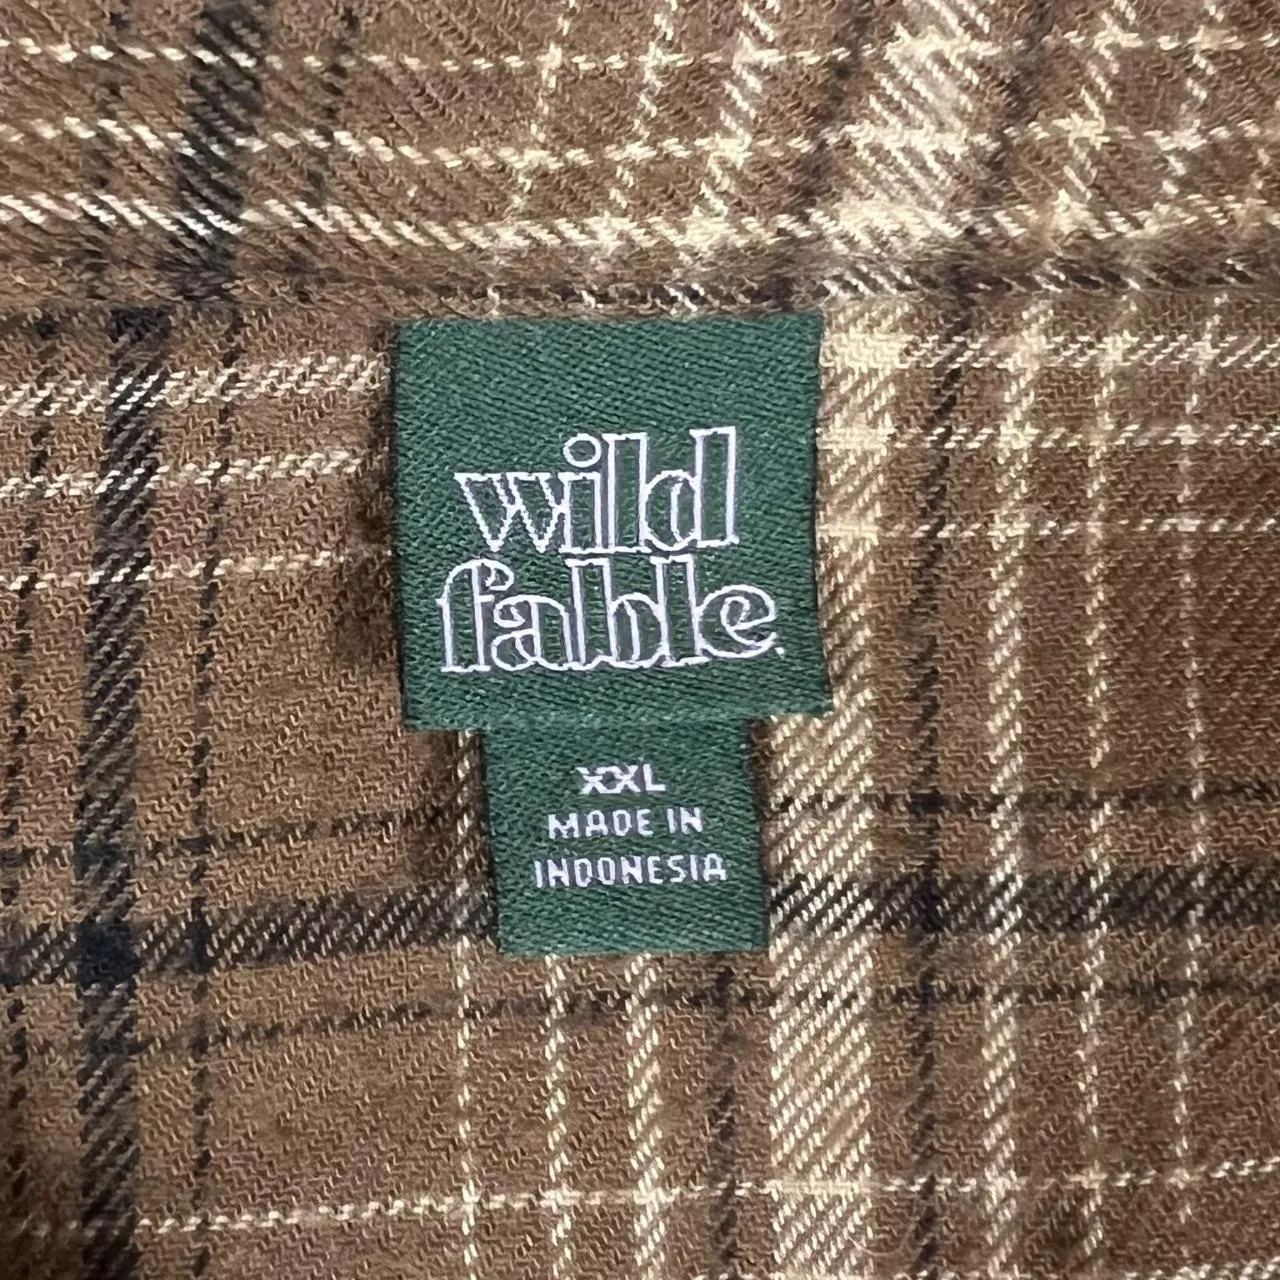 wild
fable.
XXL
MADE IN
INDONESIA